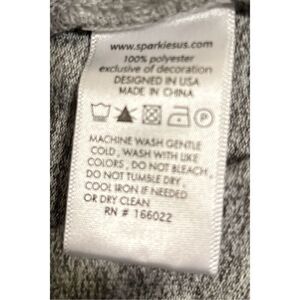 www.sparkiesus.com
100% polyester
exclusive of decoration
DESIGNED IN USA
MADE IN CHINA
P
MACHINE WASH GENTLE
COLD , WASH WITH LIKE
COLORS , DO NOT BLEACH ,
DO NOT TUMBLE DRY ,
COOL IRON IF NEEDED
OR DRY CLEAN
RN # 166022